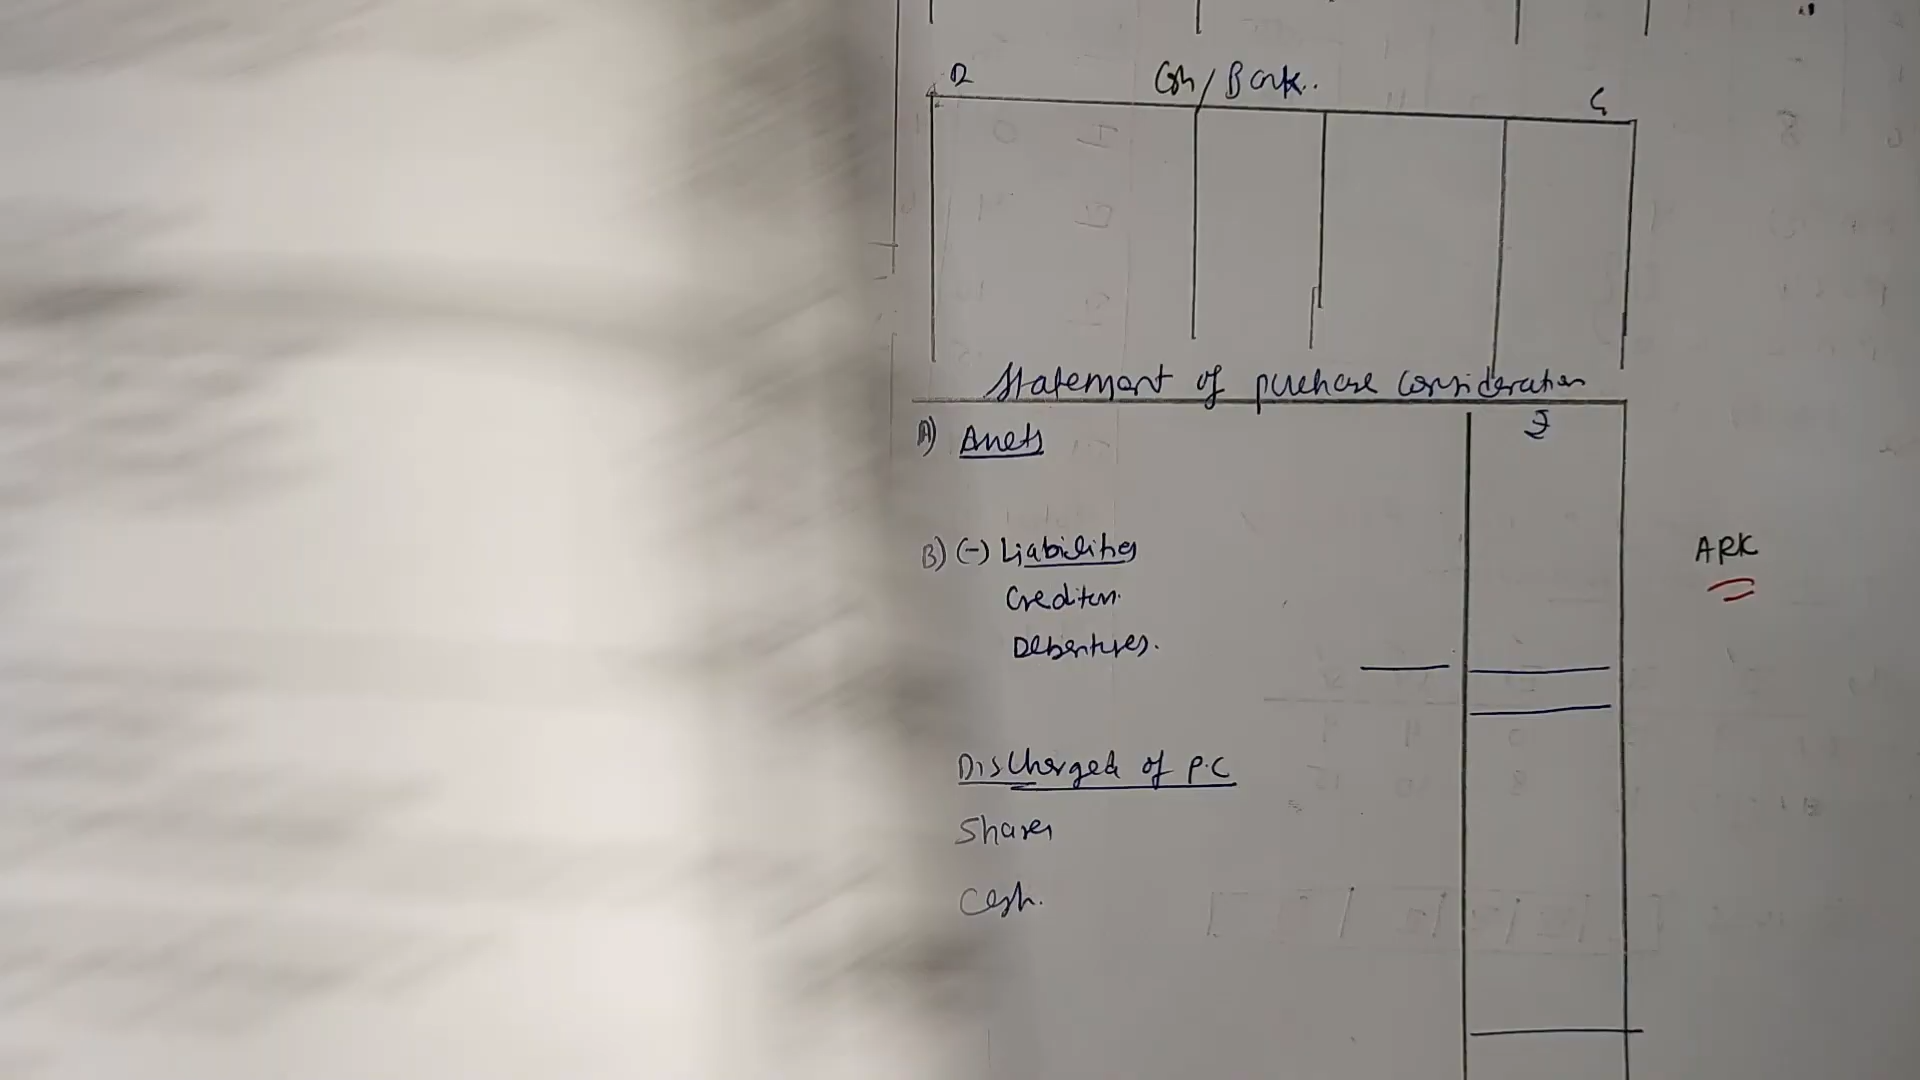 Dr Cash/Bank.. Cr
Statement of purchase Consideration
A) Assets ₹
B) (-) Liabilities
Creditors.
Debentures.
ARK
Discharged of P.C
Shares
Cash.